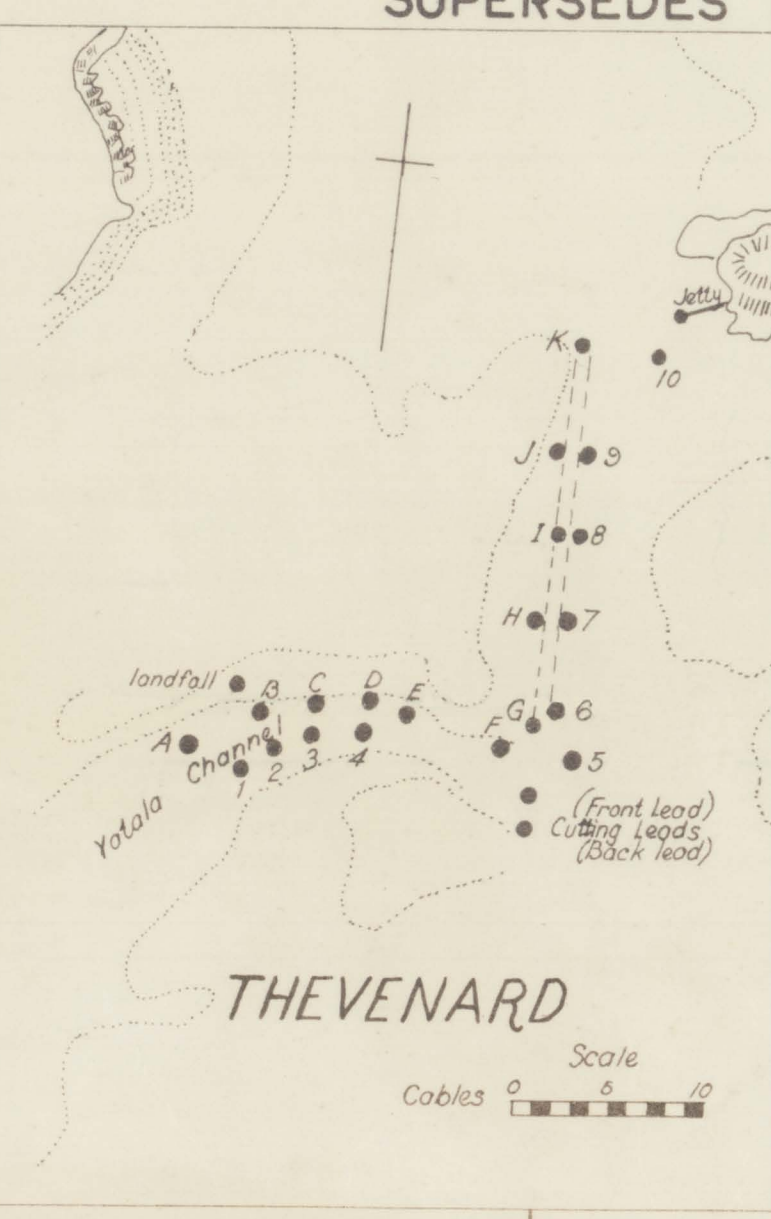 SUPERSEDES
Jetty
K
10
J 9
I 8
H 7
landfall
B C D E
F G 6
A
Yatala Channel
1 2 3 4
5
(Front Lead)
Cutting Leads
(Back lead)
THEVENARD
Scale
Cables 0 5 10